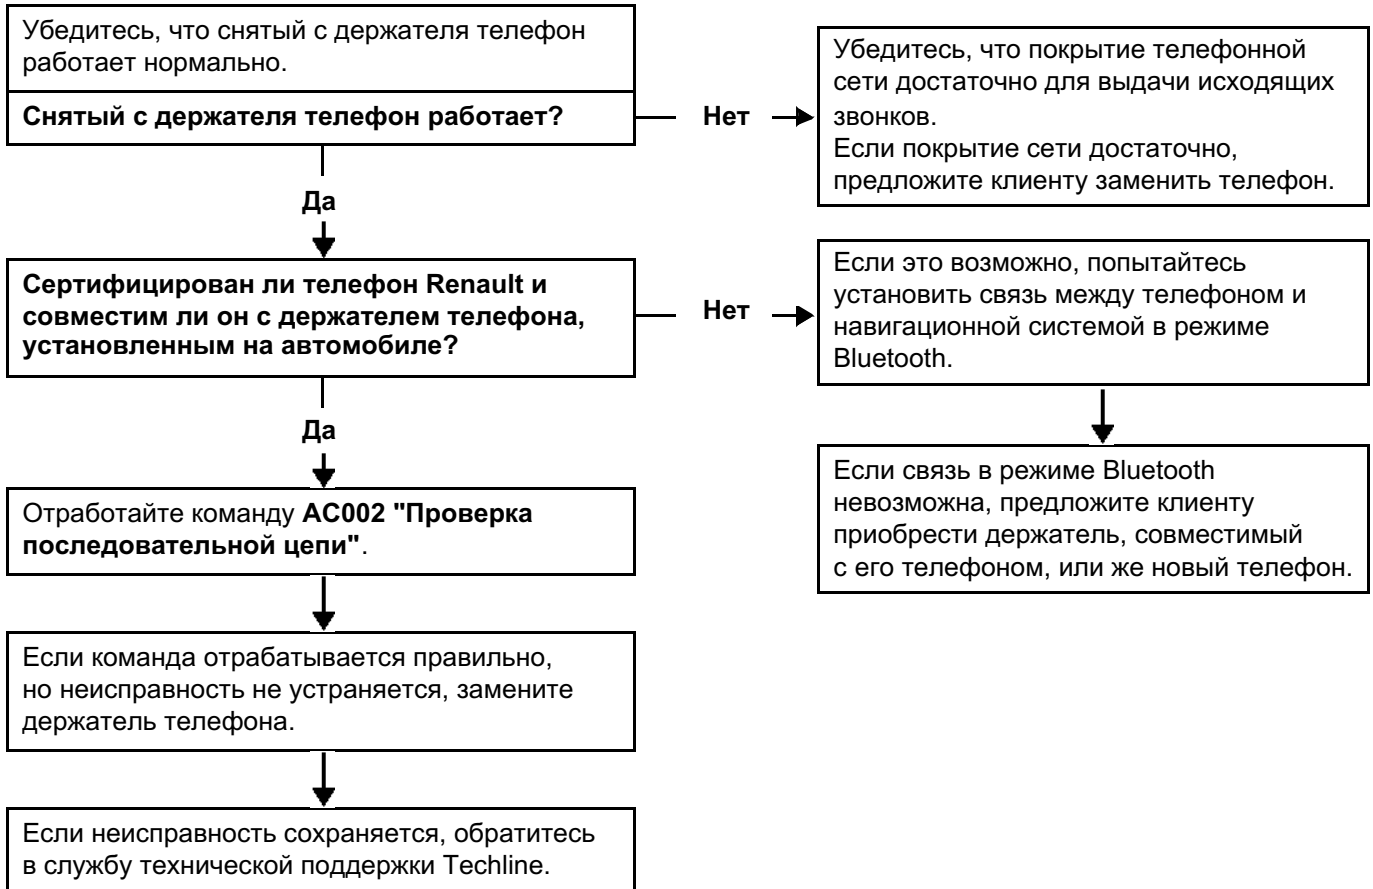 Убедитесь, что снятый с держателя телефон
работает нормально.
Снятый с держателя телефон работает?
Нет
Убедитесь, что покрытие телефонной
сети достаточно для выдачи исходящих
звонков.
Если покрытие сети достаточно,
предложите клиенту заменить телефон.
Да
Сертифицирован ли телефон Renault и
совместим ли он с держателем телефона,
установленным на автомобиле?
Нет
Если это возможно, попытайтесь
установить связь между телефоном и
навигационной системой в режиме
Bluetooth.
Да
Если связь в режиме Bluetooth
невозможна, предложите клиенту
приобрести держатель, совместимый
с его телефоном, или же новый телефон.
Отработайте команду AC002 "Проверка
последовательной цепи".
Если команда отрабатывается правильно,
но неисправность не устраняется, замените
держатель телефона.
Если неисправность сохраняется, обратитесь
в службу технической поддержки Techline.